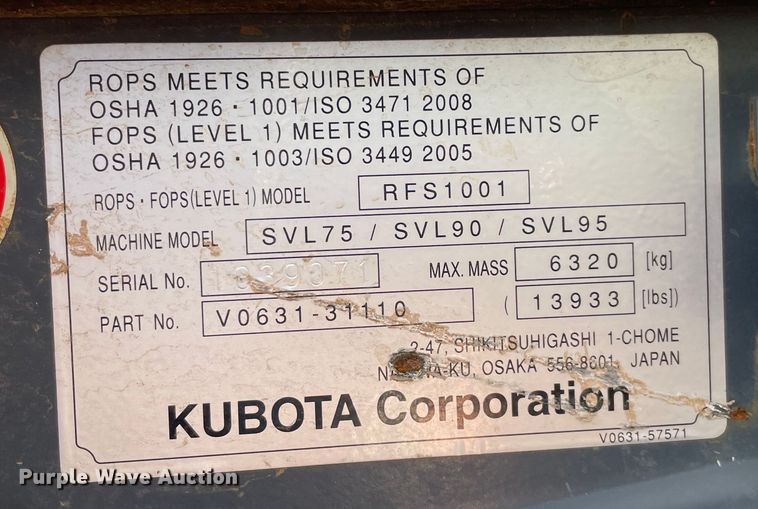 ROPS MEETS REQUIREMENTS OF
OSHA 1926 · 1001/ISO 3471 2008
FOPS (LEVEL 1) MEETS REQUIREMENTS OF
OSHA 1926 · 1003/ISO 3449 2005
ROPS · FOPS(LEVEL 1) MODEL RFS1001
MACHINE MODEL SVL75 / SVL90 / SVL95
SERIAL No. MAX. MASS 6320 [kg]
PART No. V0631-31110 ( 13933 [lbs])
2-47, SHIKITSUHIGASHI 1-CHOME
OSAKA 556-8601, JAPAN
KUBOTA Corporation
V0631-57571
Purple Wave Auction